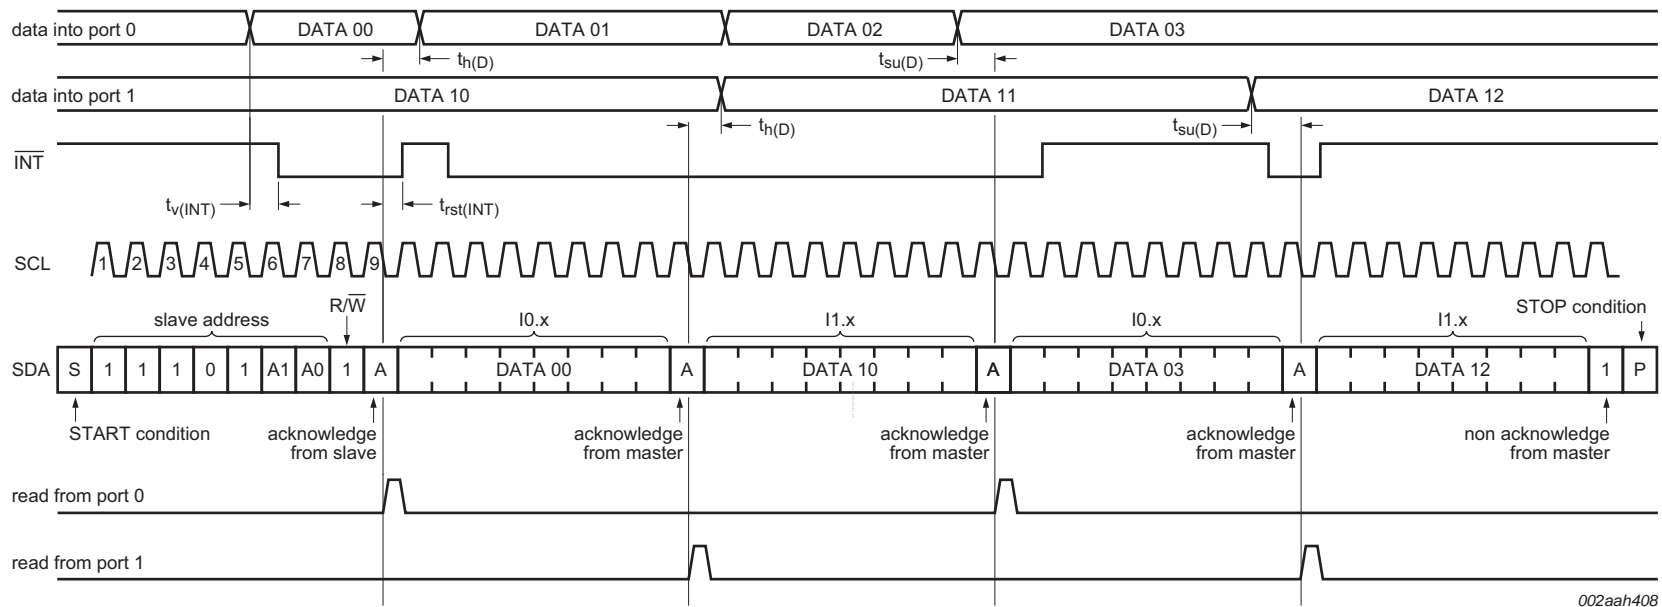 data into port 0 DATA 00 DATA 01 DATA 02 DATA 03
th(D) tsu(D)
data into port 1 DATA 10 DATA 11 DATA 12
th(D) tsu(D)
INT
tv(INT) trst(INT)
SCL 1 2 3 4 5 6 7 8 9
R/W STOP condition
slave address I0.x I1.x I0.x I1.x
SDA S 1 1 1 0 1 A1 A0 1 A DATA 00 A DATA 10 A DATA 03 A DATA 12 1 P
START condition acknowledge acknowledge acknowledge acknowledge non acknowledge
from slave from master from master from master from master
read from port 0
read from port 1
002aah408